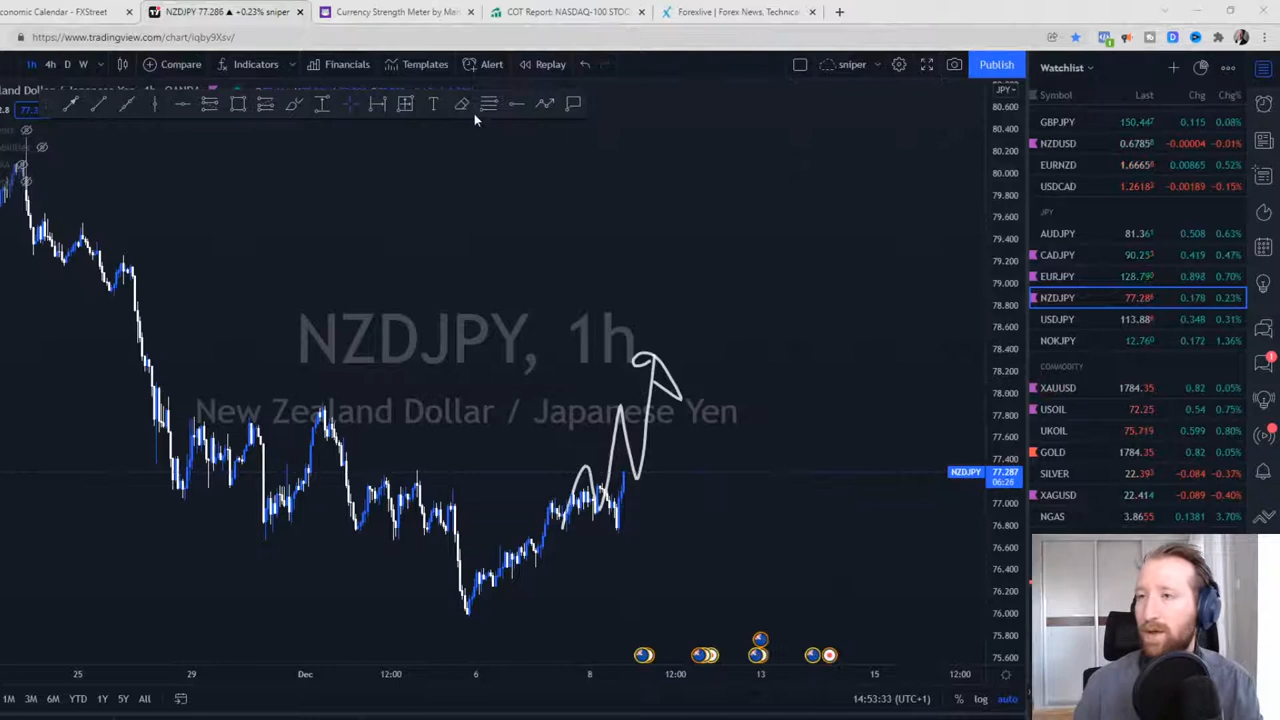 conomic Calendar - FXStreet
NZDJPY 77.286 ▲ +0.23% sniper
Currency Strength Meter by Mar
COT Report: NASDAQ-100 STOC
Forexlive | Forex News, Technica
https://www.tradingview.com/chart/iqby9Xsv/
1h 4h D W Compare Indicators Financials Templates Alert Replay sniper Publish
Watchlist
Symbol Last Chg Chg%
GBPJPY 150.447 0.115 0.08%
NZDUSD 0.6785 -0.00004 -0.01%
EURNZD 1.6665 0.00865 0.52%
USDCAD 1.2618 -0.00189 -0.15%
JPY
AUDJPY 81.36 0.508 0.63%
CADJPY 90.25 0.419 0.47%
EURJPY 128.79 0.898 0.70%
NZDJPY 77.28 0.178 0.23%
USDJPY 113.88 0.348 0.31%
NOKJPY 12.76 0.172 1.36%
COMMODITY
XAUUSD 1784.35 0.82 0.05%
USOIL 72.25 0.54 0.75%
UKOIL 75.719 0.599 0.80%
GOLD 1784.35 0.82 0.05%
SILVER 22.39 -0.084 -0.37%
XAGUSD 22.414 -0.089 -0.40%
NGAS 3.8655 0.1381 3.70%
JPY
80.600
80.400
80.200
80.000
79.800
79.600
79.400
79.200
79.000
78.800
78.600
78.400
78.200
78.000
77.800
77.600
77.400
NZDJPY 77.287
06:26
77.000
76.800
76.600
76.400
76.200
76.000
75.800
75.600
NZDJPY, 1h
New Zealand Dollar / Japanese Yen
25 29 Dec 12:00 6 8 12:00 13 15 12:00
1M 3M 6M YTD 1Y 5Y All
14:53:33 (UTC+1) % log auto